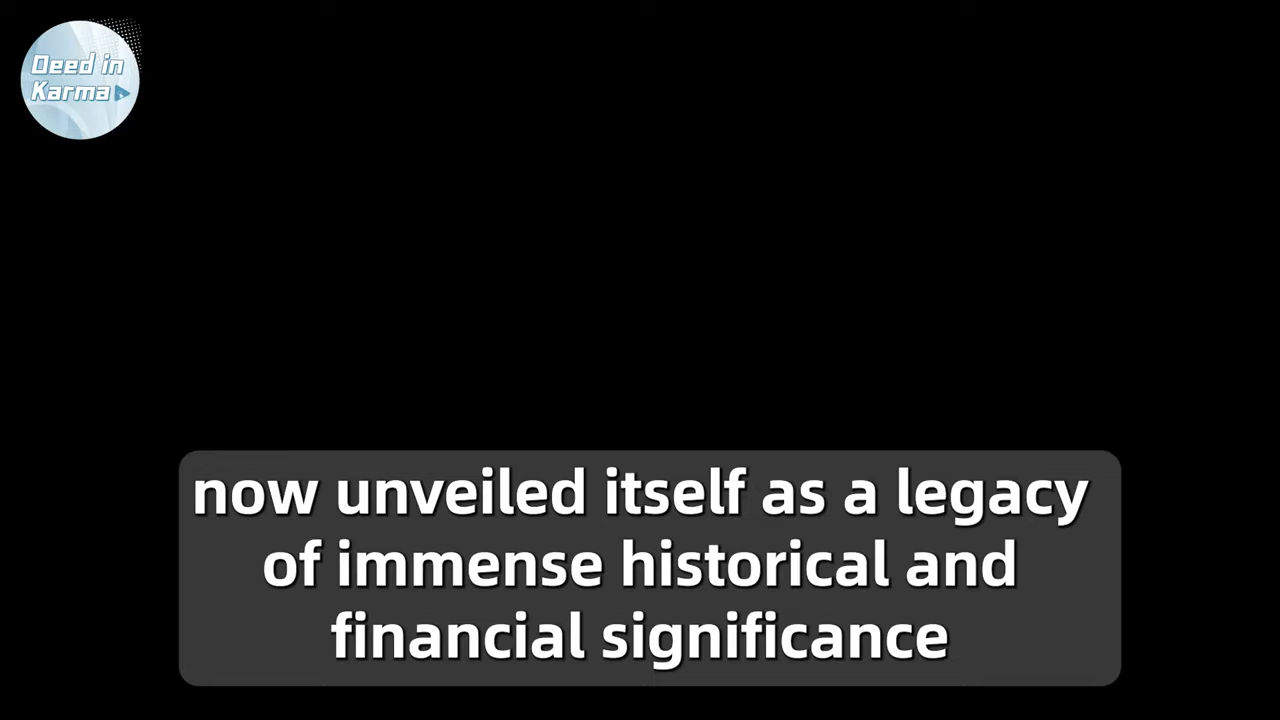 Deed in
Karma
now unveiled itself as a legacy
of immense historical and
financial significance